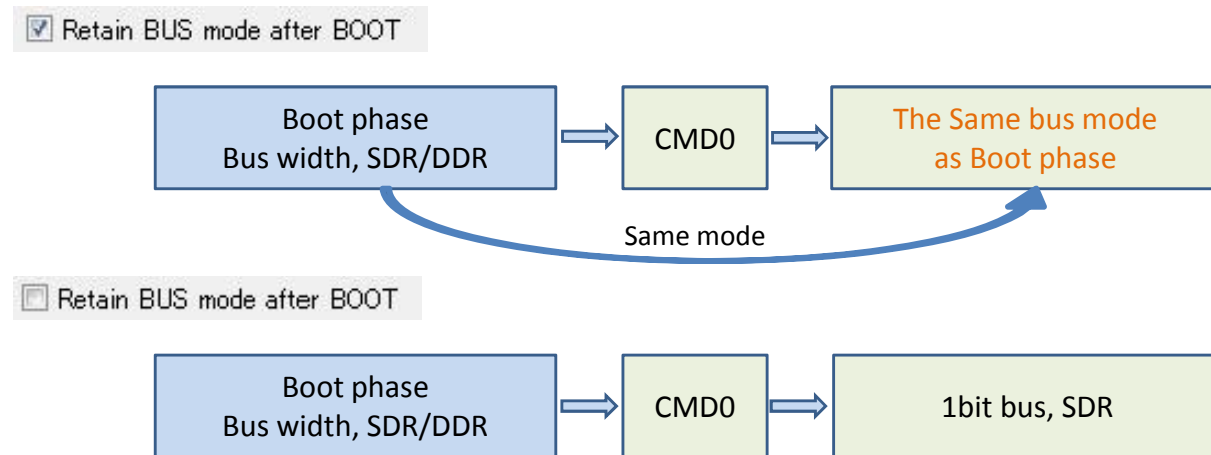 Retain BUS mode after BOOT
Boot phase
Bus width, SDR/DDR
CMD0
The Same bus mode
as Boot phase
Same mode
Retain BUS mode after BOOT
Boot phase
Bus width, SDR/DDR
CMD0
1bit bus, SDR